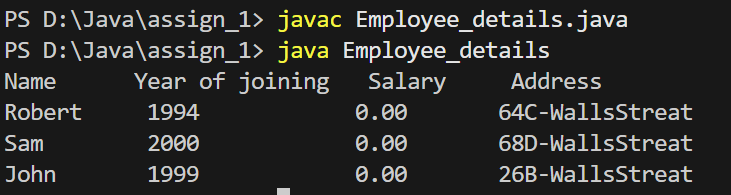 PS D:\Java\assign_1> javac Employee_details.java
PS D:\Java\assign_1> java Employee_details
Name      Year of joining   Salary     Address
Robert     1994            0.00       64C-WallsStreat
Sam        2000            0.00       68D-WallsStreat
John       1999            0.00       26B-WallsStreat